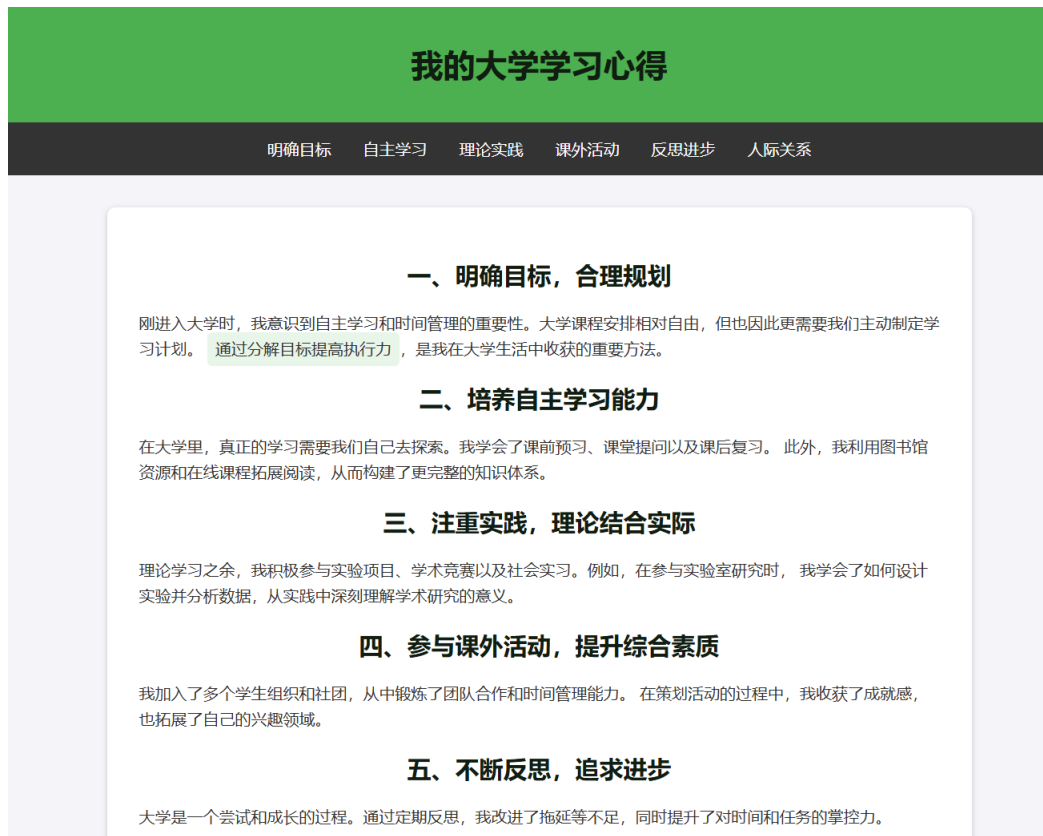 我的大学学习心得
明确目标 自主学习 理论实践 课外活动 反思进步 人际关系
一、明确目标，合理规划
刚进入大学时，我意识到自主学习和时间管理的重要性。大学课程安排相对自由，但也因此更需要我们主动制定学
习计划。 通过分解目标提高执行力 ，是我在大学生活中收获的重要方法。
二、培养自主学习能力
在大学里，真正的学习需要我们自己去探索。我学会了课前预习、课堂提问以及课后复习。 此外，我利用图书馆
资源和在线课程拓展阅读，从而构建了更完整的知识体系。
三、注重实践，理论结合实际
理论学习之余，我积极参与实验项目、学术竞赛以及社会实习。例如，在参与实验室研究时， 我学会了如何设计
实验并分析数据，从实践中深刻理解学术研究的意义。
四、参与课外活动，提升综合素质
我加入了多个学生组织和社团，从中锻炼了团队合作和时间管理能力。 在策划活动的过程中，我收获了成就感，
也拓展了自己的兴趣领域。
五、不断反思，追求进步
大学是一个尝试和成长的过程。通过定期反思，我改进了拖延等不足，同时提升了对时间和任务的掌控力。